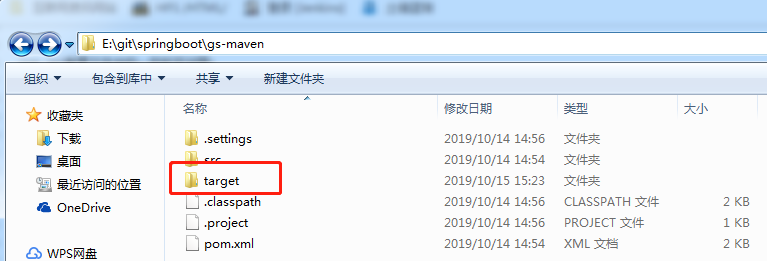 E:\git\springboot\gs-maven
组织 包含到库中 共享 新建文件夹
收藏夹
下载
桌面
最近访问的位置
OneDrive
WPS网盘
名称 修改日期 类型 大小
.settings 2019/10/14 14:56 文件夹
src 2019/10/14 14:54 文件夹
target 2019/10/15 15:23 文件夹
.classpath 2019/10/14 14:56 CLASSPATH 文件 2 KB
.project 2019/10/14 14:56 PROJECT 文件 1 KB
pom.xml 2019/10/14 14:54 XML 文档 2 KB